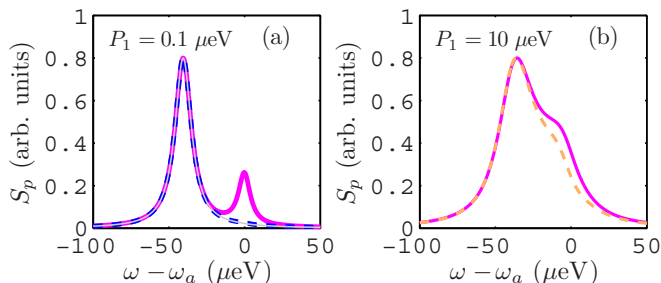 P₁ = 0.1 μeV (a)
1
0.8
0.6
0.4
0.2
0
−100 −50 0 50
S_p (arb. units)
ω − ω_a (μeV)
P₁ = 10 μeV (b)
1
0.8
0.6
0.4
0.2
0
−100 −50 0 50
S_p (arb. units)
ω − ω_a (μeV)